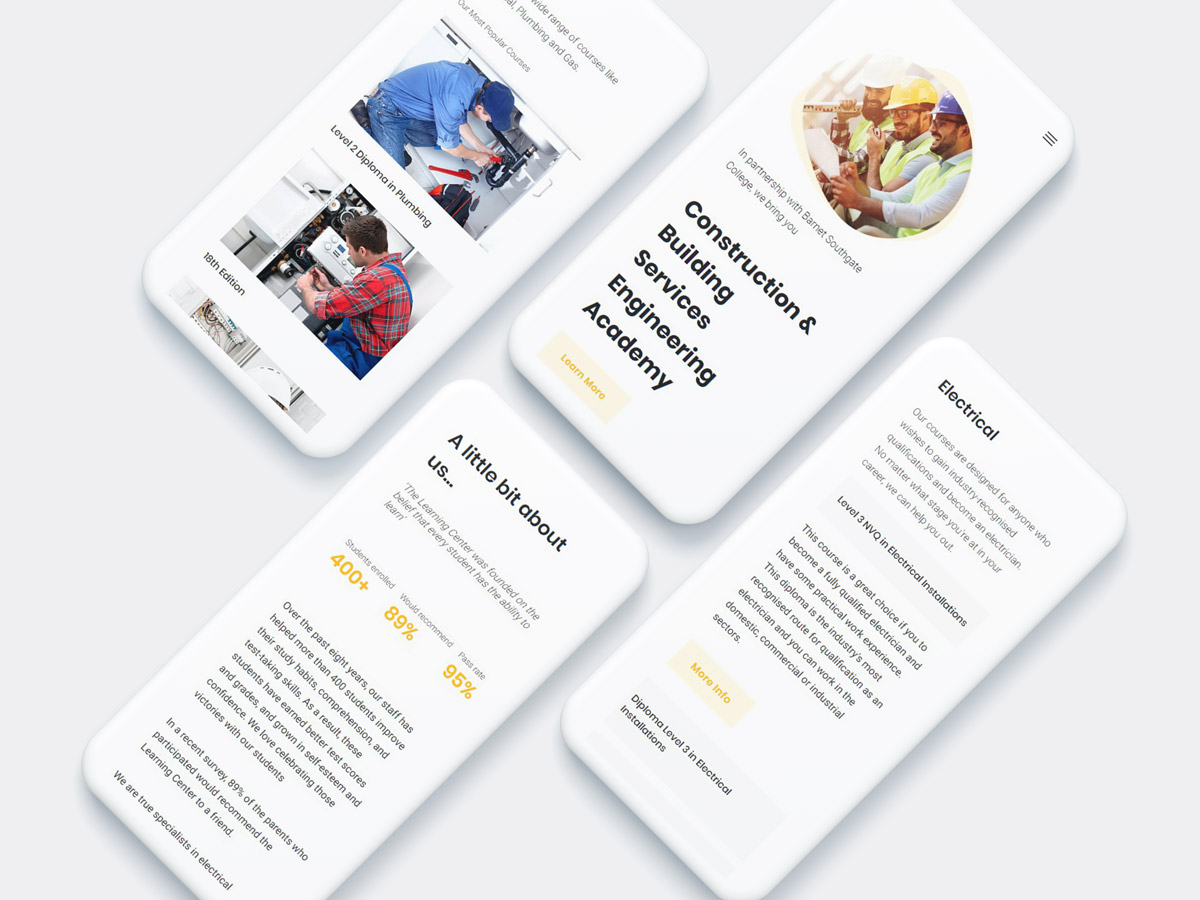 wide range of courses like
Plumbing and Gas.
Our Most Popular Courses
Level 2 Diploma in Plumbing
18th Edition
In partnership with Barnet Southgate
College, we bring you
Construction &
Building
Services
Engineering
Academy
Learn More
A little bit about
us...
'The Learning Center was founded on the
belief that every student has the ability to
learn'
Students enrolled
400+
Would recommend
89%
Pass rate
95%
Over the past eight years, our staff has
helped more than 400 students improve
their study habits, comprehension, and
test-taking skills. As a result, these
students have earned better test scores
and grades, and grown in self-esteem and
confidence. We love celebrating those
victories with our students
In a recent survey, 89% of the parents who
participated would recommend the
Learning Center to a friend.
We are true specialists in electrical
Electrical
Our courses are designed for anyone who
wishes to gain industry-recognised
qualifications and become an electrician.
No matter what stage you're at in your
career, we can help you out.
Level 3 NVQ in Electrical Installations
This course is a great choice if you to
become a fully qualified electrician and
have some practical work experience.
This diploma is the industry's most
recognised route for qualification as an
electrician and you can work in the
domestic, commercial or industrial
sectors.
More Info
Diploma Level 3 in Electrical
Installations